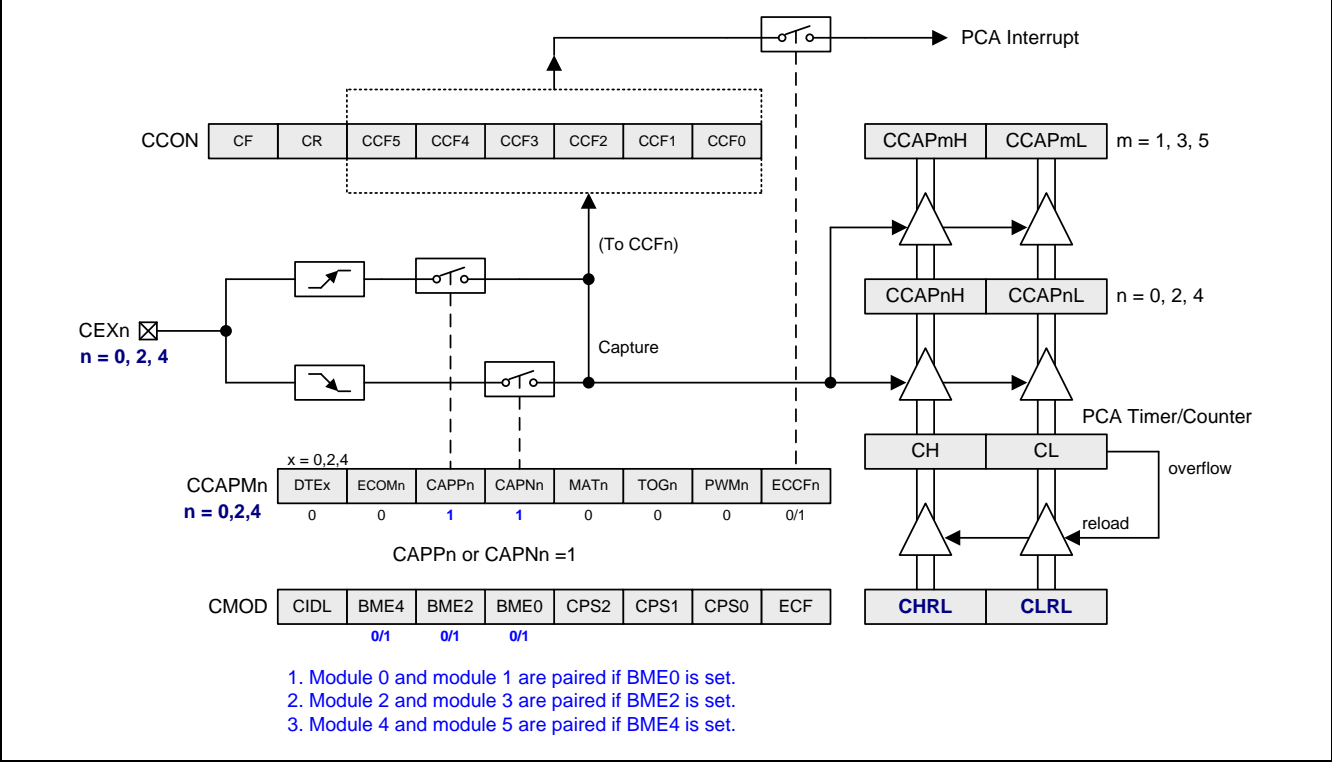 PCA Interrupt
CCON CF CR CCF5 CCF4 CCF3 CCF2 CCF1 CCF0
CCAPmH CCAPmL m = 1, 3, 5
(To CCFn)
CCAPnH CCAPnL n = 0, 2, 4
CEXn
n = 0, 2, 4
Capture
PCA Timer/Counter
CH CL
overflow
x = 0,2,4
CCAPMn DTEx ECOMn CAPPn CAPNn MATn TOGn PWMn ECCFn
n = 0,2,4 0 0 1 1 0 0 0 0/1
reload
CAPPn or CAPNn =1
CMOD CIDL BME4 BME2 BME0 CPS2 CPS1 CPS0 ECF
CHRL CLRL
0/1 0/1 0/1
1. Module 0 and module 1 are paired if BME0 is set.
2. Module 2 and module 3 are paired if BME2 is set.
3. Module 4 and module 5 are paired if BME4 is set.